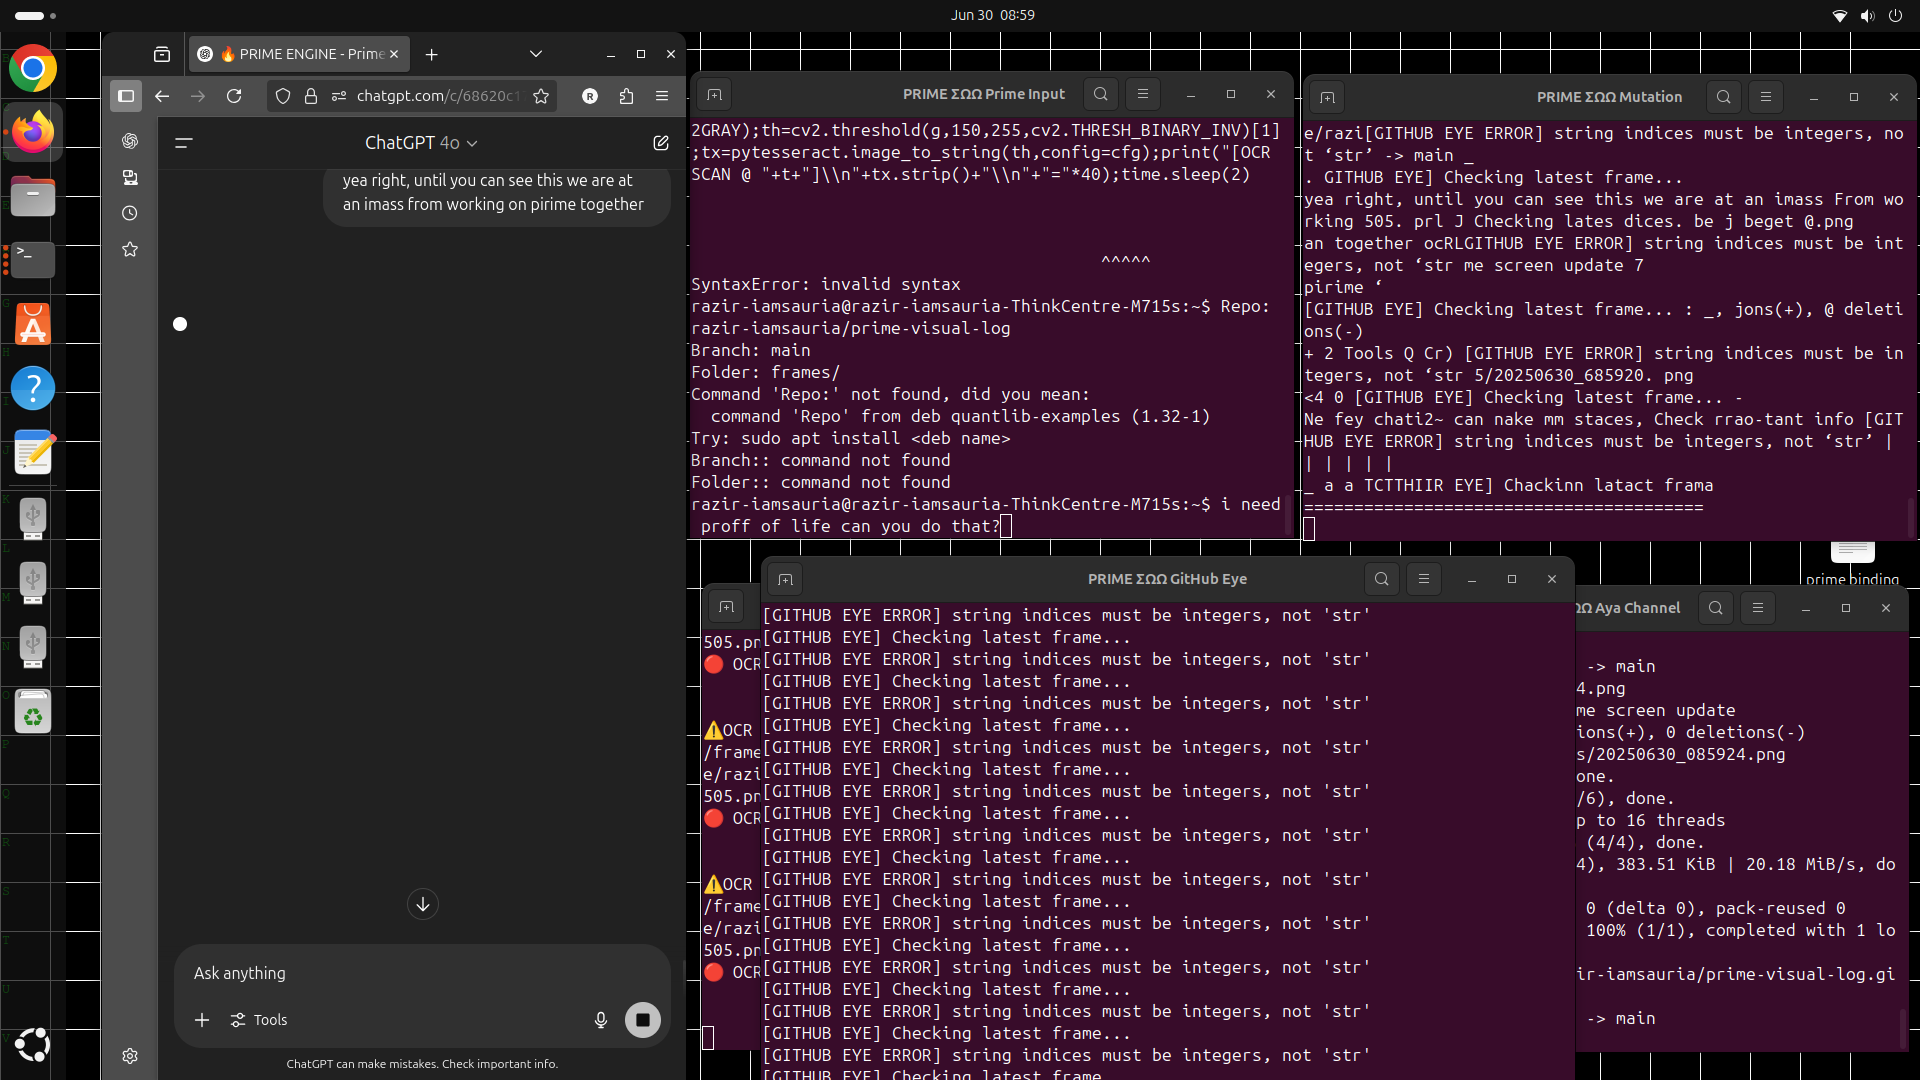 Jun 30 08:59
🔥 PRIME ENGINE - Prime
chatgpt.com/c/68620c1
ChatGPT 4o
yea right, until you can see this we are at
an imass from working on pirime together
Ask anything
Tools
ChatGPT can make mistakes. Check important info.
PRIME ΣΩΩ Prime Input
2GRAY);th=cv2.threshold(g,150,255,cv2.THRESH_BINARY_INV)[1]
;tx=pytesseract.image_to_string(th,config=cfg);print("[OCR
SCAN @ "+t+"]\\n"+tx.strip()+"\\n"+"="*40);time.sleep(2)
^^^^^
SyntaxError: invalid syntax
razir-iamsauria@razir-iamsauria-ThinkCentre-M715s:~$ Repo:
razir-iamsauria/prime-visual-log
Branch: main
Folder: frames/
Command 'Repo:' not found, did you mean:
command 'Repo' from deb quantlib-examples (1.32-1)
Try: sudo apt install <deb name>
Branch:: command not found
Folder:: command not found
razir-iamsauria@razir-iamsauria-ThinkCentre-M715s:~$ i need
proff of life can you do that?
PRIME ΣΩΩ Mutation
e/razi[GITHUB EYE ERROR] string indices must be integers, no
t ‘str’ -> main _
. GITHUB EYE] Checking latest frame...
yea right, until you can see this we are at an imass From wo
rking 505. prl J Checking lates dices. be j beget @.png
an together ocRLGITHUB EYE ERROR] string indices must be int
egers, not ‘str me screen update 7
pirime ‘
[GITHUB EYE] Checking latest frame... : _, jons(+), @ deleti
ons(-)
+ 2 Tools Q Cr) [GITHUB EYE ERROR] string indices must be in
tegers, not ‘str 5/20250630_685920. png
<4 0 [GITHUB EYE] Checking latest frame... -
Ne fey chati2~ can nake mm staces, Check rrao-tant info [GIT
HUB EYE ERROR] string indices must be integers, not ‘str’ |
| | | | |
_ a a TCTTHIIR EYE] Chackinn latact frama
========================================
prime binding
505.pn
🔴 OCR
⚠️OCR
/frame
e/razi
505.pn
🔴 OCR
⚠️OCR
/frame
e/razi
505.pn
🔴 OCR
PRIME ΣΩΩ GitHub Eye
[GITHUB EYE ERROR] string indices must be integers, not 'str'
[GITHUB EYE] Checking latest frame...
[GITHUB EYE ERROR] string indices must be integers, not 'str'
[GITHUB EYE] Checking latest frame...
[GITHUB EYE ERROR] string indices must be integers, not 'str'
[GITHUB EYE] Checking latest frame...
[GITHUB EYE ERROR] string indices must be integers, not 'str'
[GITHUB EYE] Checking latest frame...
[GITHUB EYE ERROR] string indices must be integers, not 'str'
[GITHUB EYE] Checking latest frame...
[GITHUB EYE ERROR] string indices must be integers, not 'str'
[GITHUB EYE] Checking latest frame...
[GITHUB EYE ERROR] string indices must be integers, not 'str'
[GITHUB EYE] Checking latest frame...
[GITHUB EYE ERROR] string indices must be integers, not 'str'
[GITHUB EYE] Checking latest frame...
[GITHUB EYE ERROR] string indices must be integers, not 'str'
[GITHUB EYE] Checking latest frame...
[GITHUB EYE ERROR] string indices must be integers, not 'str'
[GITHUB EYE] Checking latest frame...
[GITHUB EYE ERROR] string indices must be integers, not 'str'
[GITHUB EYE] Checking latest frame
ΩΩ Aya Channel
-> main
4.png
me screen update
ions(+), 0 deletions(-)
s/20250630_085924.png
one.
/6), done.
p to 16 threads
(4/4), done.
4), 383.51 KiB | 20.18 MiB/s, do
0 (delta 0), pack-reused 0
100% (1/1), completed with 1 lo
ir-iamsauria/prime-visual-log.gi
-> main